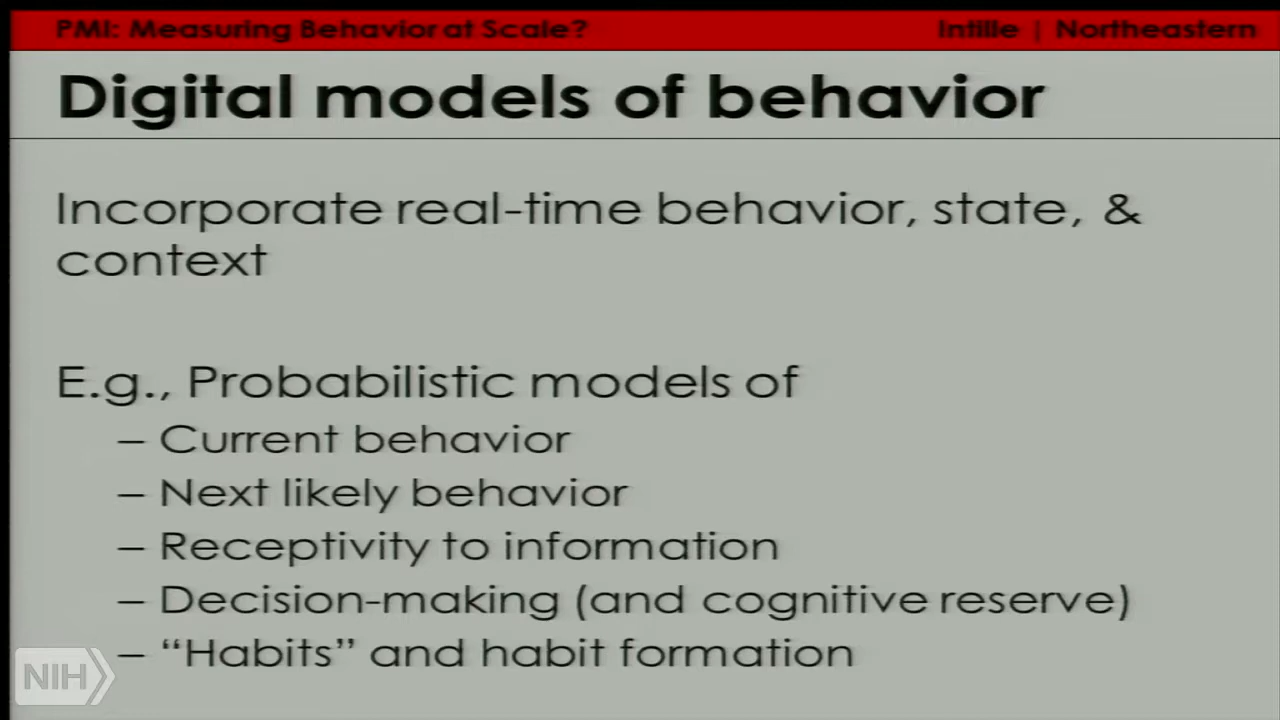 PMI: Measuring Behavior at Scale?
Intille | Northeastern
Digital models of behavior
Incorporate real-time behavior, state, &
context
E.g., Probabilistic models of
– Current behavior
– Next likely behavior
– Receptivity to information
– Decision-making (and cognitive reserve)
– “Habits” and habit formation
NIH